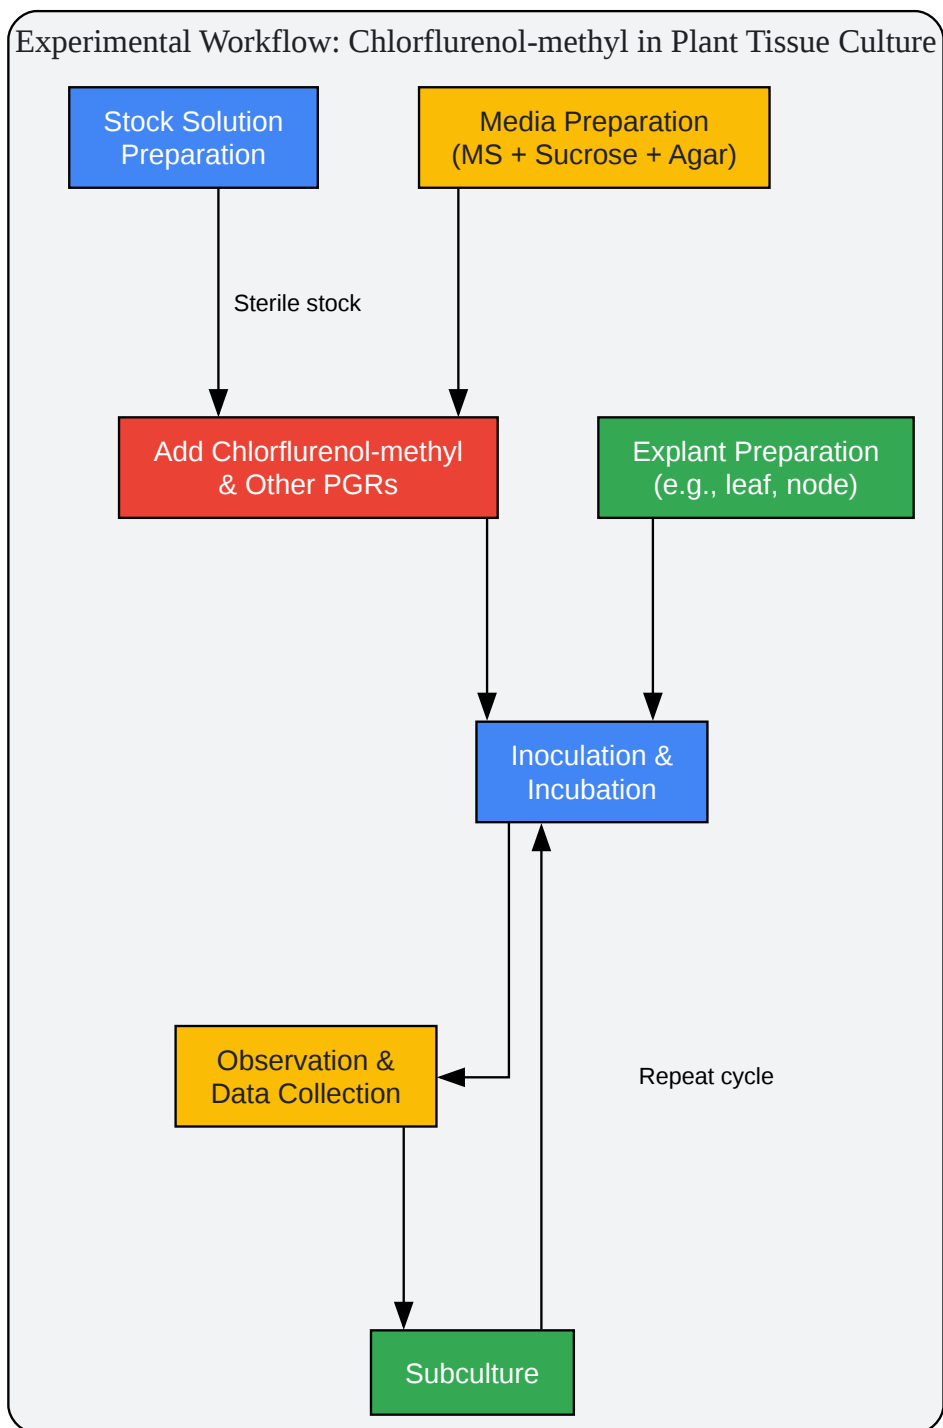 Experimental Workflow: Chlorflurenol-methyl in Plant Tissue Culture
Stock Solution
Preparation
Media Preparation
(MS + Sucrose + Agar)
Sterile stock
Add Chlorflurenol-methyl
& Other PGRs
Explant Preparation
(e.g., leaf, node)
Inoculation &
Incubation
Observation &
Data Collection
Repeat cycle
Subculture